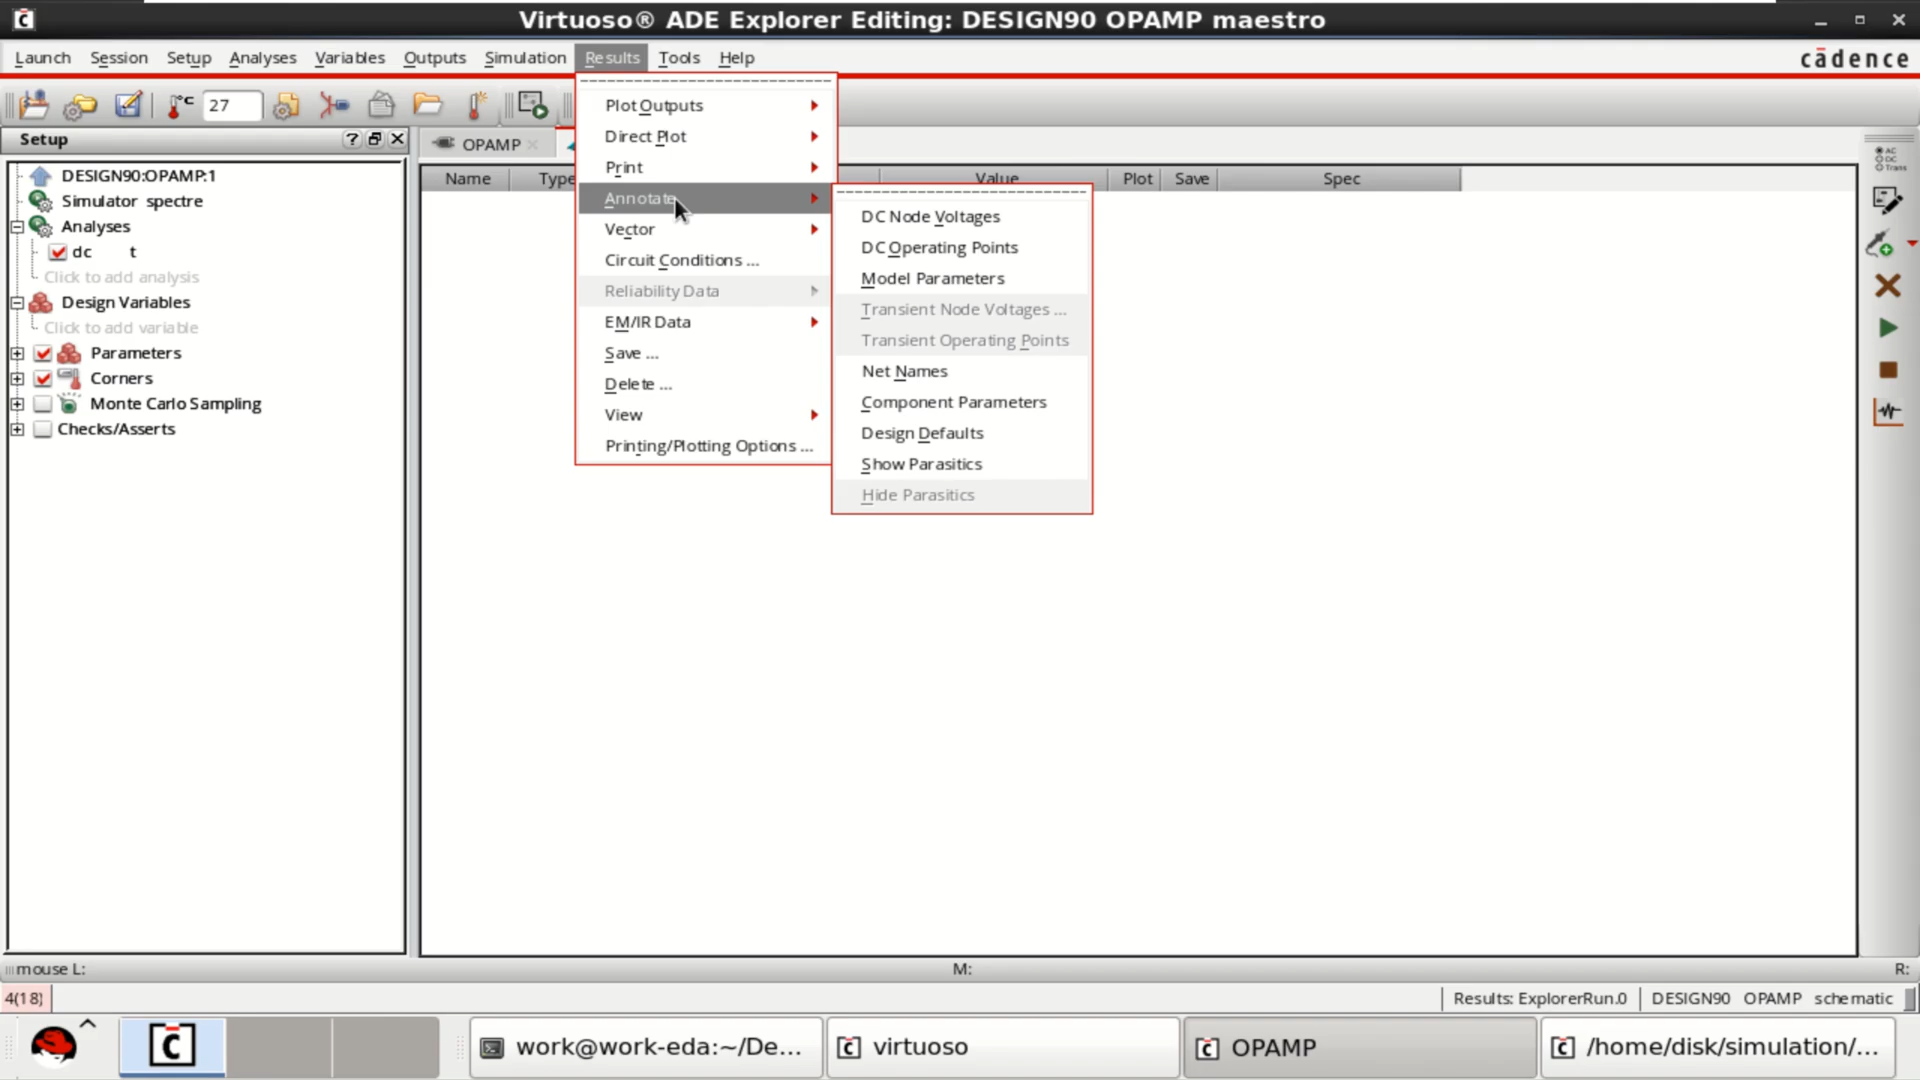 Virtuoso® ADE Explorer Editing: DESIGN90 OPAMP maestro
Launch Session Setup Analyses Variables Outputs Simulation Results Tools Help cādence
°C 27
Setup
OPAMP
DESIGN90:OPAMP:1
Simulator spectre
Analyses
dc t
Click to add analysis
Design Variables
Click to add variable
Parameters
Corners
Monte Carlo Sampling
Checks/Asserts
Name Type Value Plot Save Spec
Plot Outputs
Direct Plot
Print
Annotate
Vector
Circuit Conditions ...
Reliability Data
EM/IR Data
Save ...
Delete ...
View
Printing/Plotting Options ...
DC Node Voltages
DC Operating Points
Model Parameters
Transient Node Voltages ...
Transient Operating Points
Net Names
Component Parameters
Design Defaults
Show Parasitics
Hide Parasitics
AC
DC
Trans
mouse L: M: R:
4(18) Results: ExplorerRun.0 DESIGN90 OPAMP schematic
work@work-eda:~/De... virtuoso OPAMP /home/disk/simulation/...